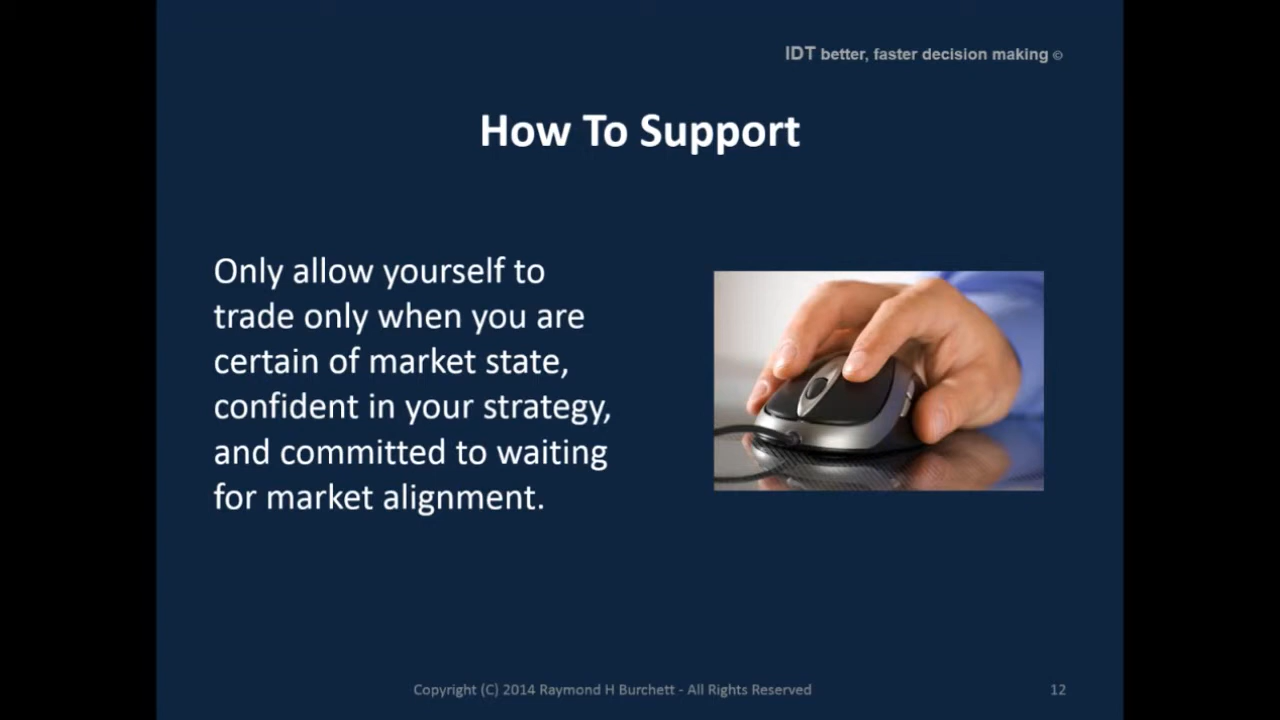 IDT better, faster decision making ©
How To Support
Only allow yourself to
trade only when you are
certain of market state,
confident in your strategy,
and committed to waiting
for market alignment.
Copyright (C) 2014 Raymond H Burchett - All Rights Reserved
12